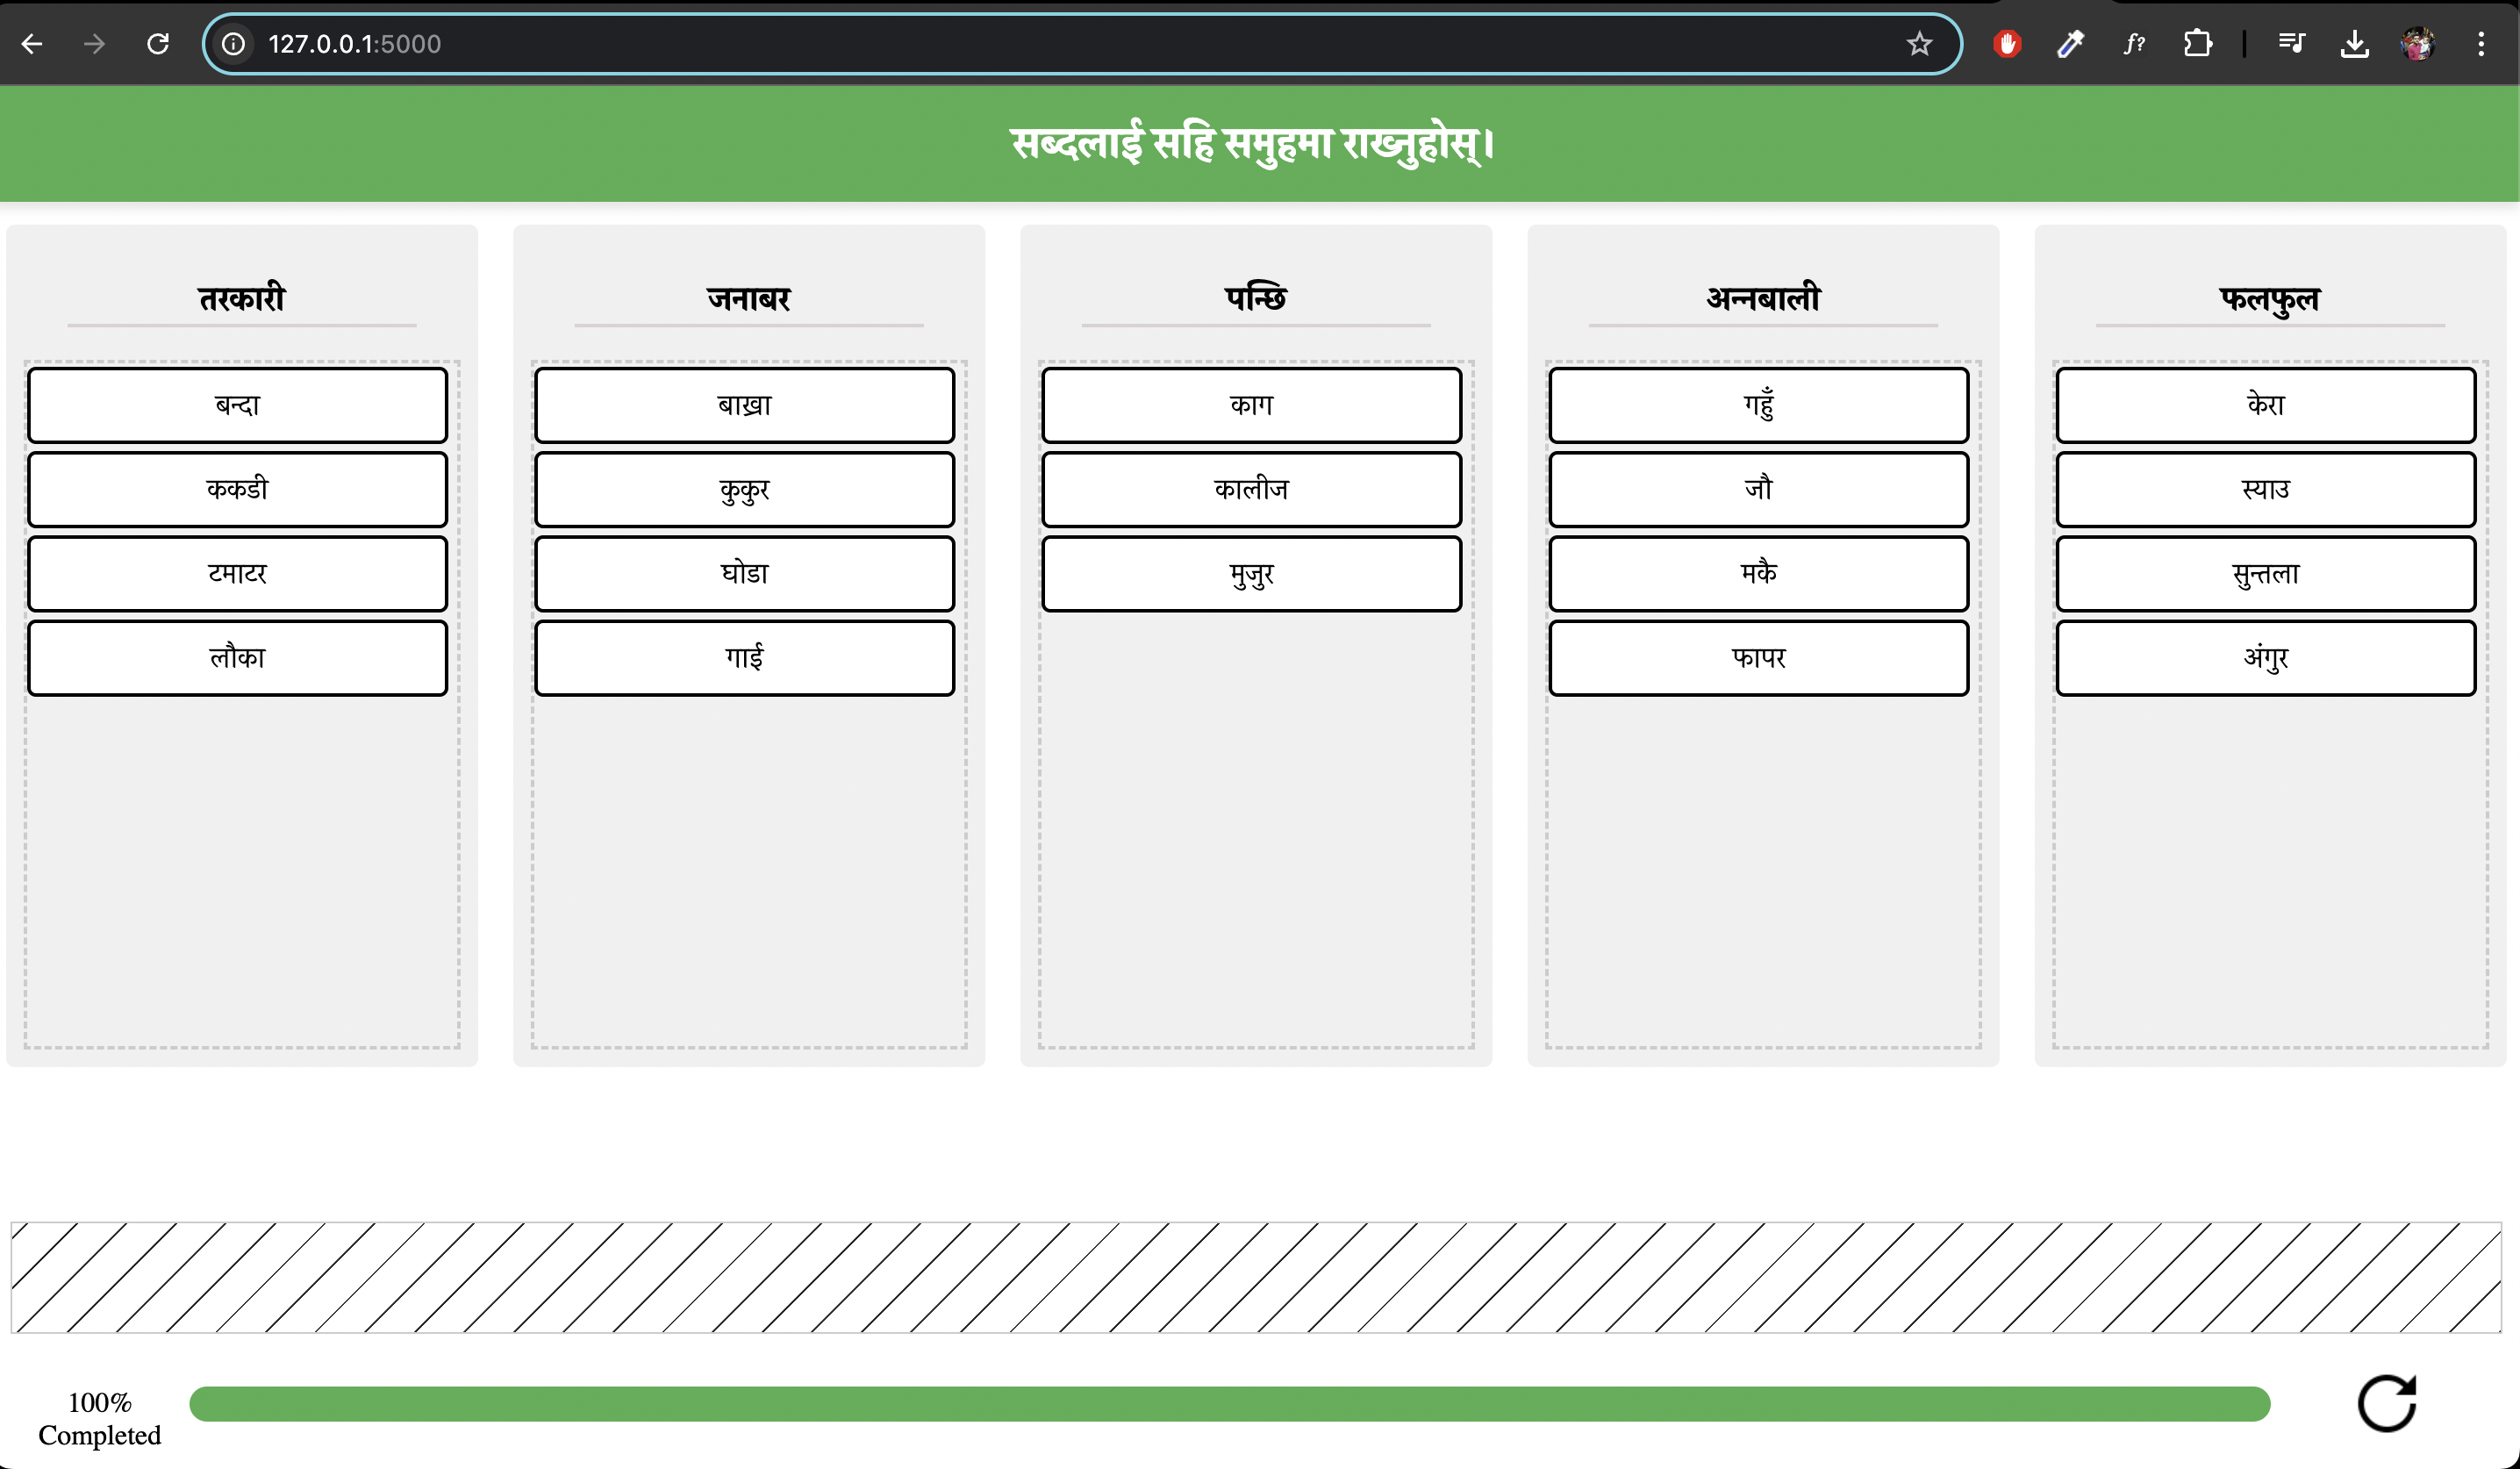 127.0.0.1:5000
f?
सब्दलाई सहि समुहमा राख्नुहोस्।
तरकारी
बन्दा
ककडी
टमाटर
लौका
जनाबर
बाख्रा
कुकुर
घोडा
गाई
पन्छि
काग
कालीज
मुजुर
अन्नबाली
गहुँ
जौ
मकै
फापर
फलफुल
केरा
स्याउ
सुन्तला
अंगुर
100%
Completed